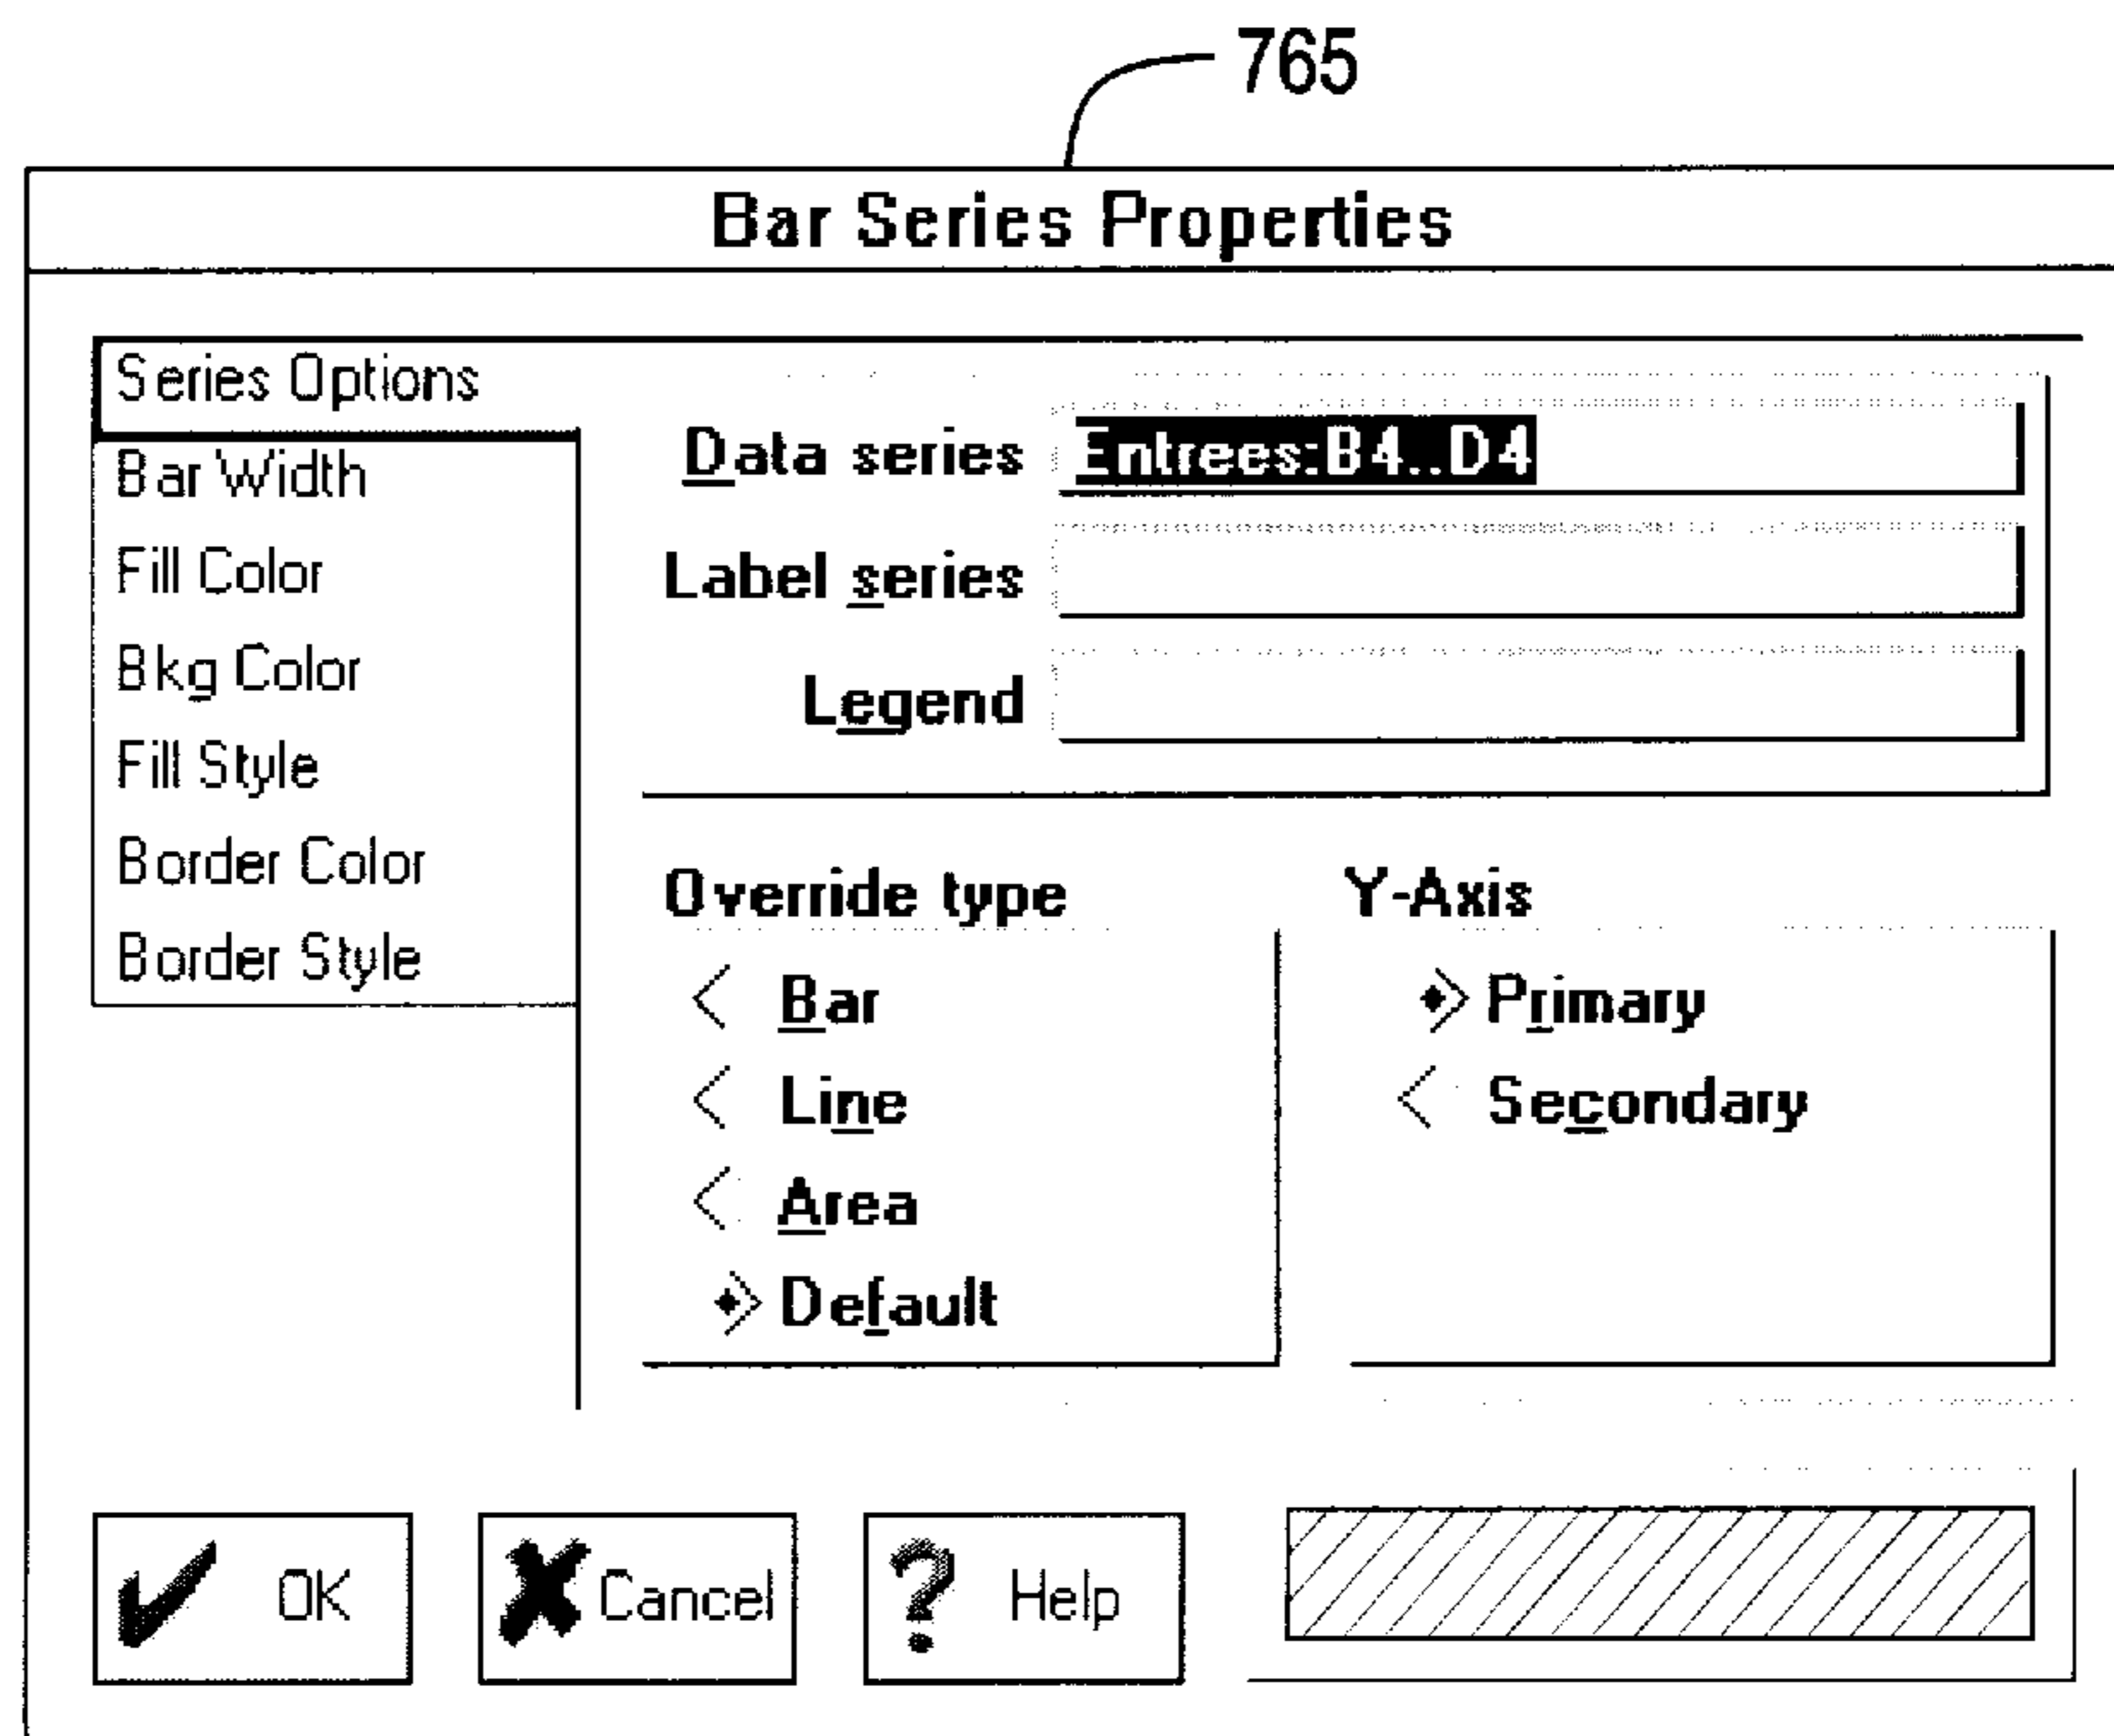 765
Bar Series Properties
Series Options
Bar Width
Fill Color
Bkg Color
Fill Style
Border Color
Border Style
Data series Entrees:B4..D4
Label series
Legend
Override type
Bar
Line
Area
Default
Y-Axis
Primary
Secondary
OK
Cancel
Help